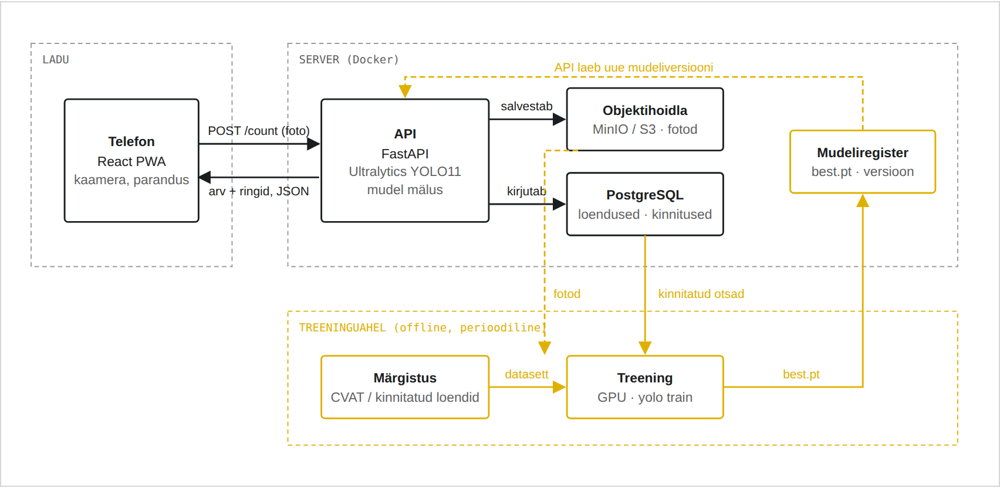 LADU
SERVER (Docker)
API laeb uue mudeliversiooni
Telefon
React PWA
kaamera, parandus
POST /count (foto)
arv + ringid, JSON
API
FastAPI
Ultralytics YOLO11
mudel mälus
salvestab
kirjutab
Objektihoidla
MinIO / S3 · fotod
PostgreSQL
loendused · kinnitused
Mudeliregister
best.pt · versioon
fotod
kinnitatud otsad
TREENINGUAHEL (offline, perioodiline)
Märgistus
CVAT / kinnitatud loendid
datasett
Treening
GPU · yolo train
best.pt